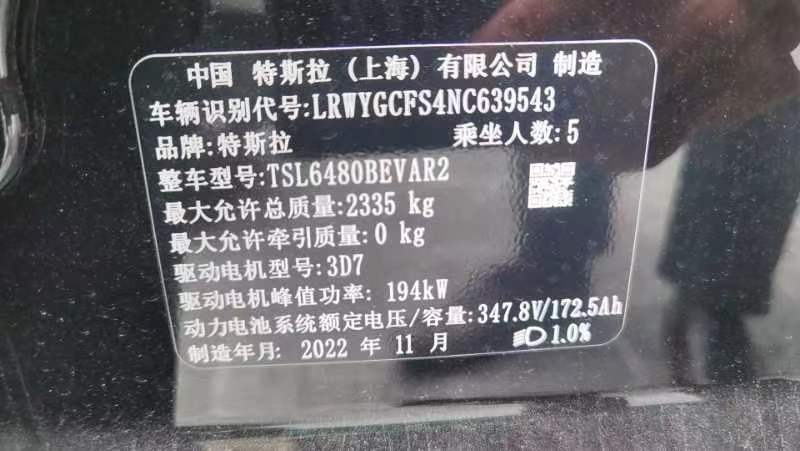 中国 特斯拉 (上海) 有限公司 制造
车辆识别代号:LRWYGCFS4NC639543
品牌:特斯拉 乘坐人数:5
整车型号:TSL6480BEVAR2
最大允许总质量:2335 kg
最大允许牵引质量:0 kg
驱动电机型号:3D7
驱动电机峰值功率: 194kW
动力电池系统额定电压/容量:347.8V/172.5Ah
制造年月: 2022 年 11 月 1.0%